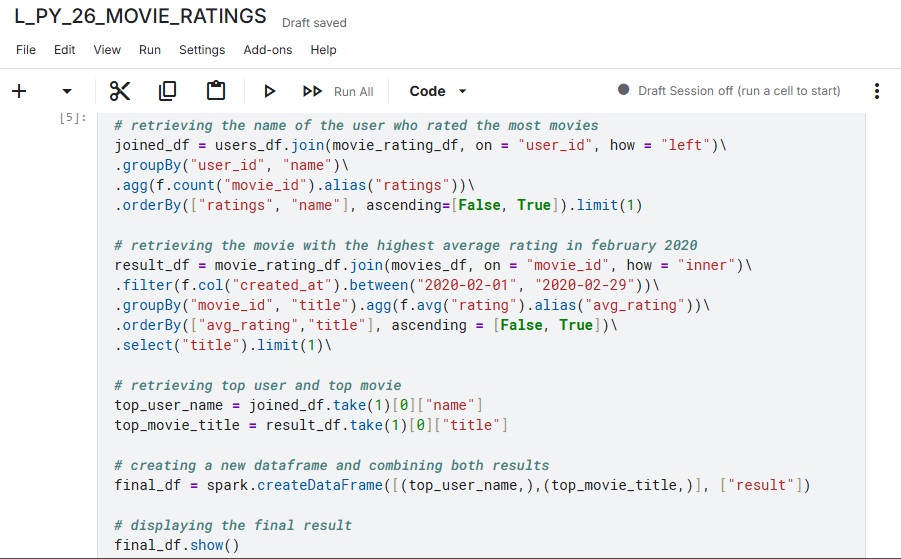 L_PY_26_MOVIE_RATINGS Draft saved
File Edit View Run Settings Add-ons Help
Run All Code Draft Session off (run a cell to start)
[5]:
# retrieving the name of the user who rated the most movies
joined_df = users_df.join(movie_rating_df, on = "user_id", how = "left")\
.groupBy("user_id", "name")\
.agg(f.count("movie_id").alias("ratings"))\
.orderBy(["ratings", "name"], ascending=[False, True]).limit(1)
# retrieving the movie with the highest average rating in february 2020
result_df = movie_rating_df.join(movies_df, on = "movie_id", how = "inner")\
.filter(f.col("created_at").between("2020-02-01", "2020-02-29"))\
.groupBy("movie_id", "title").agg(f.avg("rating").alias("avg_rating"))\
.orderBy(["avg_rating","title"], ascending = [False, True])\
.select("title").limit(1)\
# retrieving top user and top movie
top_user_name = joined_df.take(1)[0]["name"]
top_movie_title = result_df.take(1)[0]["title"]
# creating a new dataframe and combining both results
final_df = spark.createDataFrame([(top_user_name,),(top_movie_title,)], ["result"])
# displaying the final result
final_df.show()